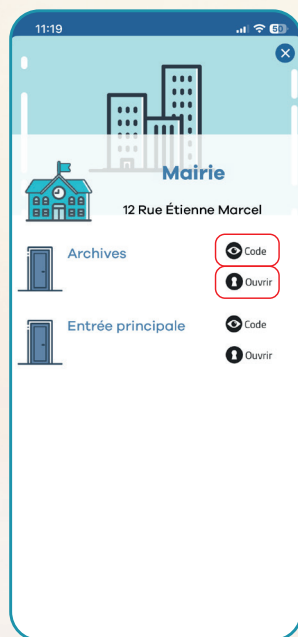 11:19
50
Mairie
12 Rue Étienne Marcel
Archives
Code
Ouvrir
Entrée principale
Code
Ouvrir